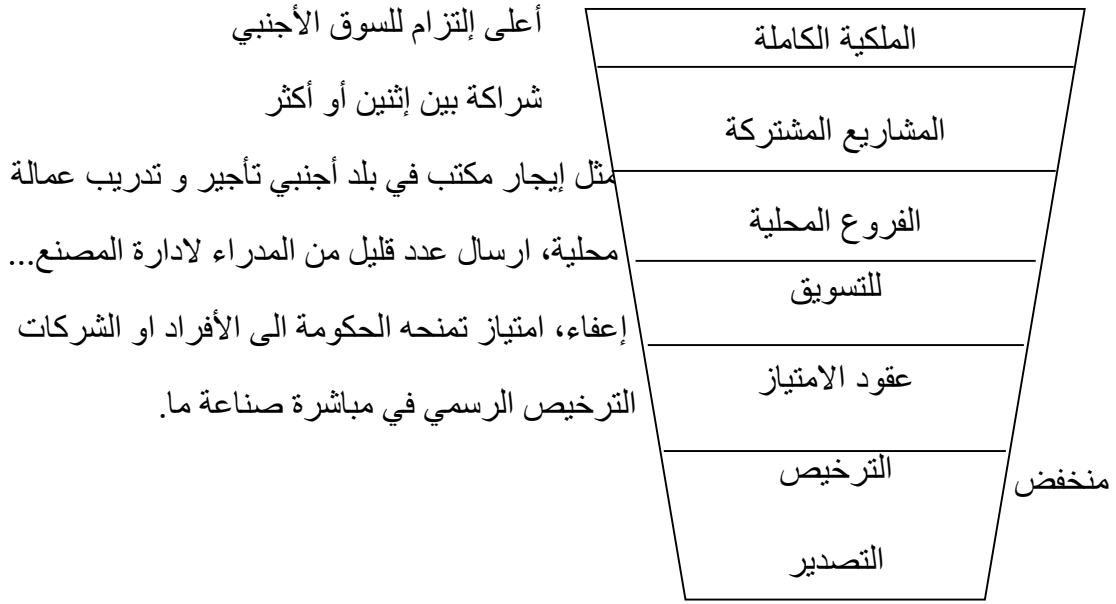 الملكية الكاملة
أعلى إلتزام للسوق الأجنبي
المشاريع المشتركة
شراكة بين إثنين أو أكثر
الفروع المحلية
مثل إيجار مكتب في بلد أجنبي تأجير و تدريب عمالة
للتسويق
محلية، ارسال عدد قليل من المدراء لادارة المصنع...
عقود الامتياز
إعفاء، امتياز تمنحه الحكومة الى الأفراد او الشركات
الترخيص الرسمي في مباشرة صناعة ما.
منخفض
الترخيص
التصدير